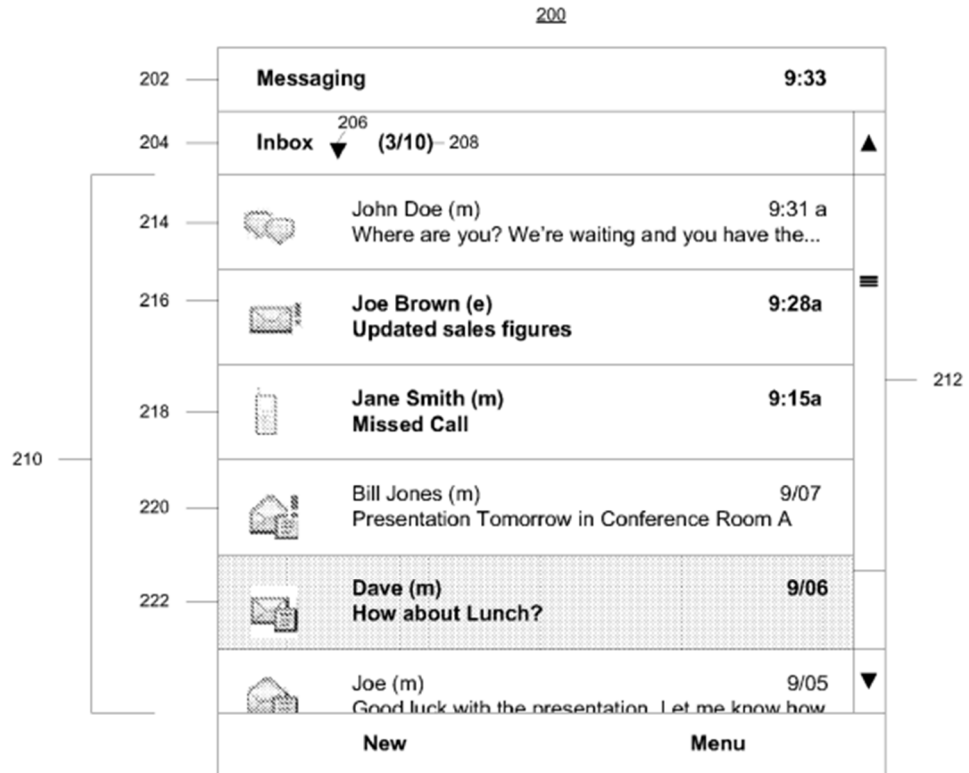 200
202 Messaging 9:33
206
204 Inbox (3/10) 208
214 John Doe (m) 9:31 a
Where are you? We're waiting and you have the...
216 Joe Brown (e) 9:28a
Updated sales figures
212
218 Jane Smith (m) 9:15a
Missed Call
210
220 Bill Jones (m) 9/07
Presentation Tomorrow in Conference Room A
222 Dave (m) 9/06
How about Lunch?
Joe (m) 9/05
Good luck with the presentation. Let me know how
New Menu